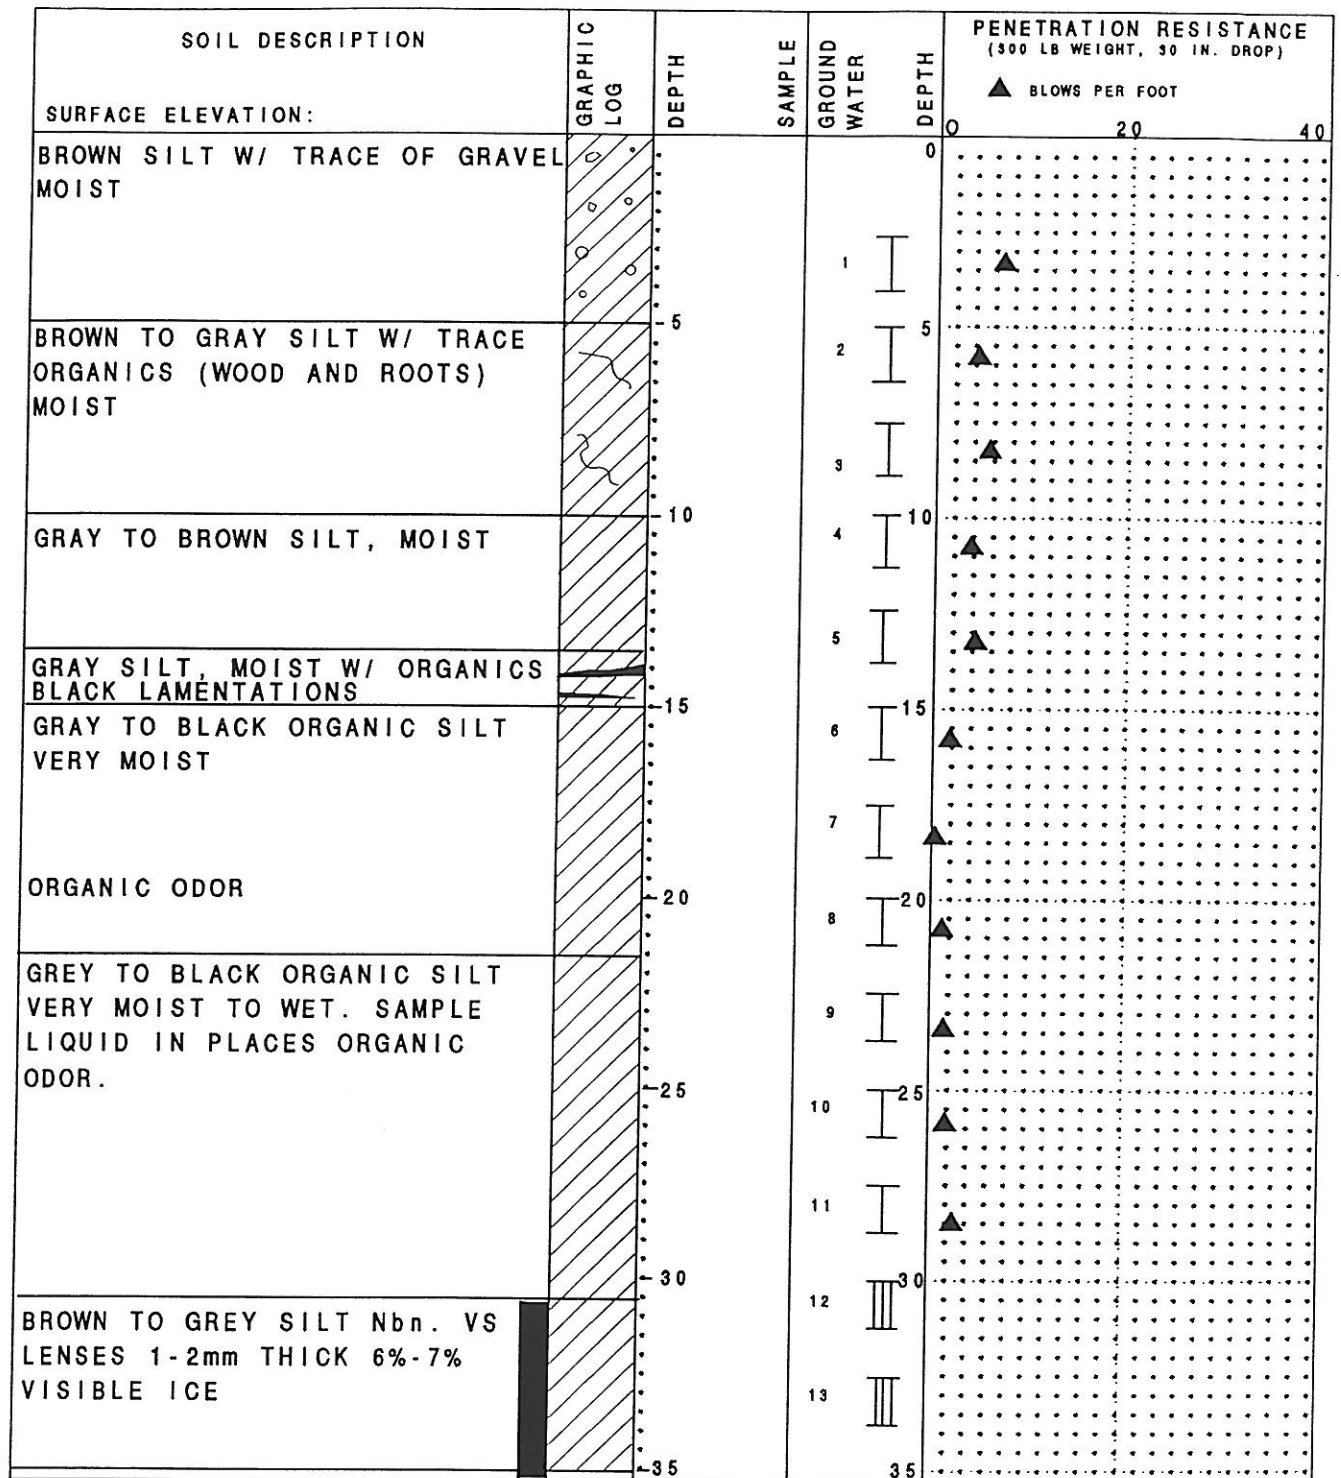 SOIL DESCRIPTION
SURFACE ELEVATION:
GRAPHIC
LOG
DEPTH
SAMPLE
GROUND
WATER
DEPTH
PENETRATION RESISTANCE
(300 LB WEIGHT, 30 IN. DROP)
BLOWS PER FOOT
0 20 40
BROWN SILT W/ TRACE OF GRAVEL
MOIST
0
1
5
5
BROWN TO GRAY SILT W/ TRACE
ORGANICS (WOOD AND ROOTS)
MOIST
2
3
10
10
GRAY TO BROWN SILT, MOIST
4
5
GRAY SILT, MOIST W/ ORGANICS
BLACK LAMENTATIONS
15
15
GRAY TO BLACK ORGANIC SILT
VERY MOIST
6
7
ORGANIC ODOR
20
20
8
GREY TO BLACK ORGANIC SILT
VERY MOIST TO WET. SAMPLE
LIQUID IN PLACES ORGANIC
ODOR.
9
25
25
10
11
30
30
BROWN TO GREY SILT Nbn. VS
LENSES 1-2mm THICK 6%-7%
VISIBLE ICE
12
13
35
35